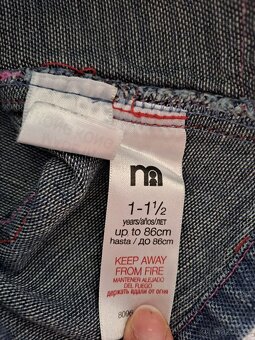 m
1-1½
years/años/ЛЕТ
up to 86cm
hasta / ДО 86cm
KEEP AWAY
FROM FIRE
MANTENER ALEJADO
DEL FUEGO
держать вдали от огня